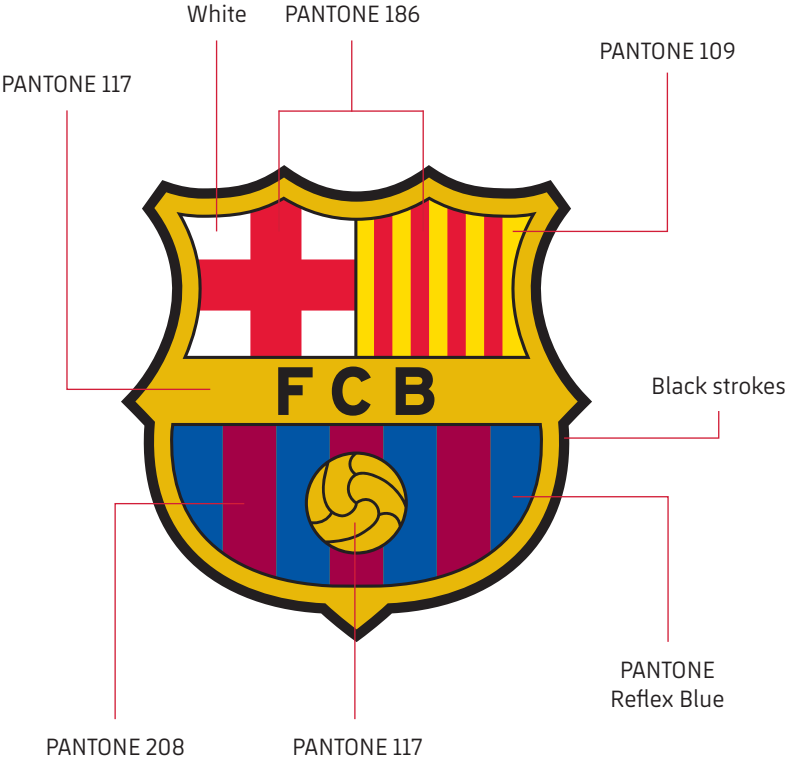 White
PANTONE 186
PANTONE 109
PANTONE 117
FCB
Black strokes
PANTONE
Reflex Blue
PANTONE 208
PANTONE 117